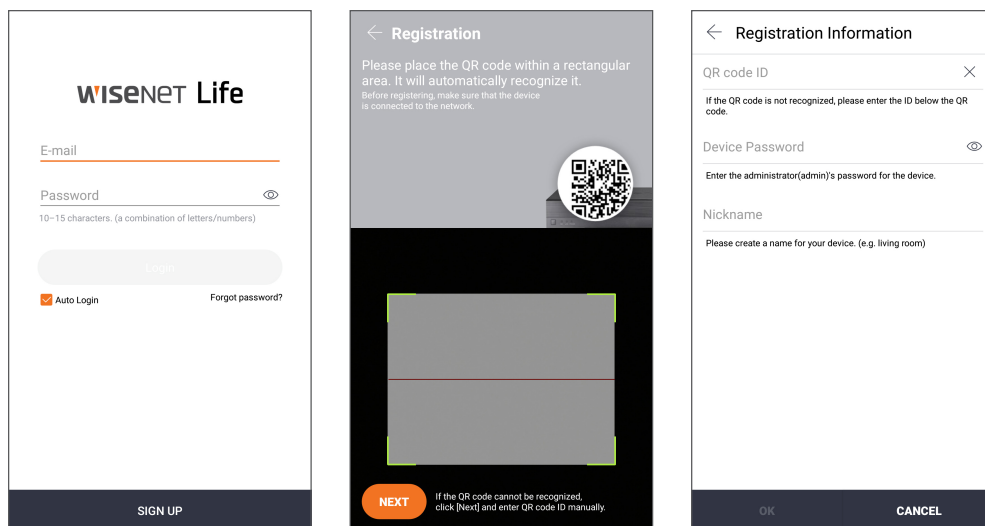 WISENET Life
E-mail
Password
10~15 characters. (a combination of letters/numbers)
Login
Auto Login
Forgot password?
SIGN UP
Registration
Please place the QR code within a rectangular
area. It will automatically recognize it.
Before registering, make sure that the device
is connected to the network.
NEXT
If the QR code cannot be recognized,
click [Next] and enter QR code ID manually.
Registration Information
QR code ID
If the QR code is not recognized, please enter the ID below the QR
code.
Device Password
Enter the administrator(admin)'s password for the device.
Nickname
Please create a name for your device. (e.g. living room)
OK
CANCEL